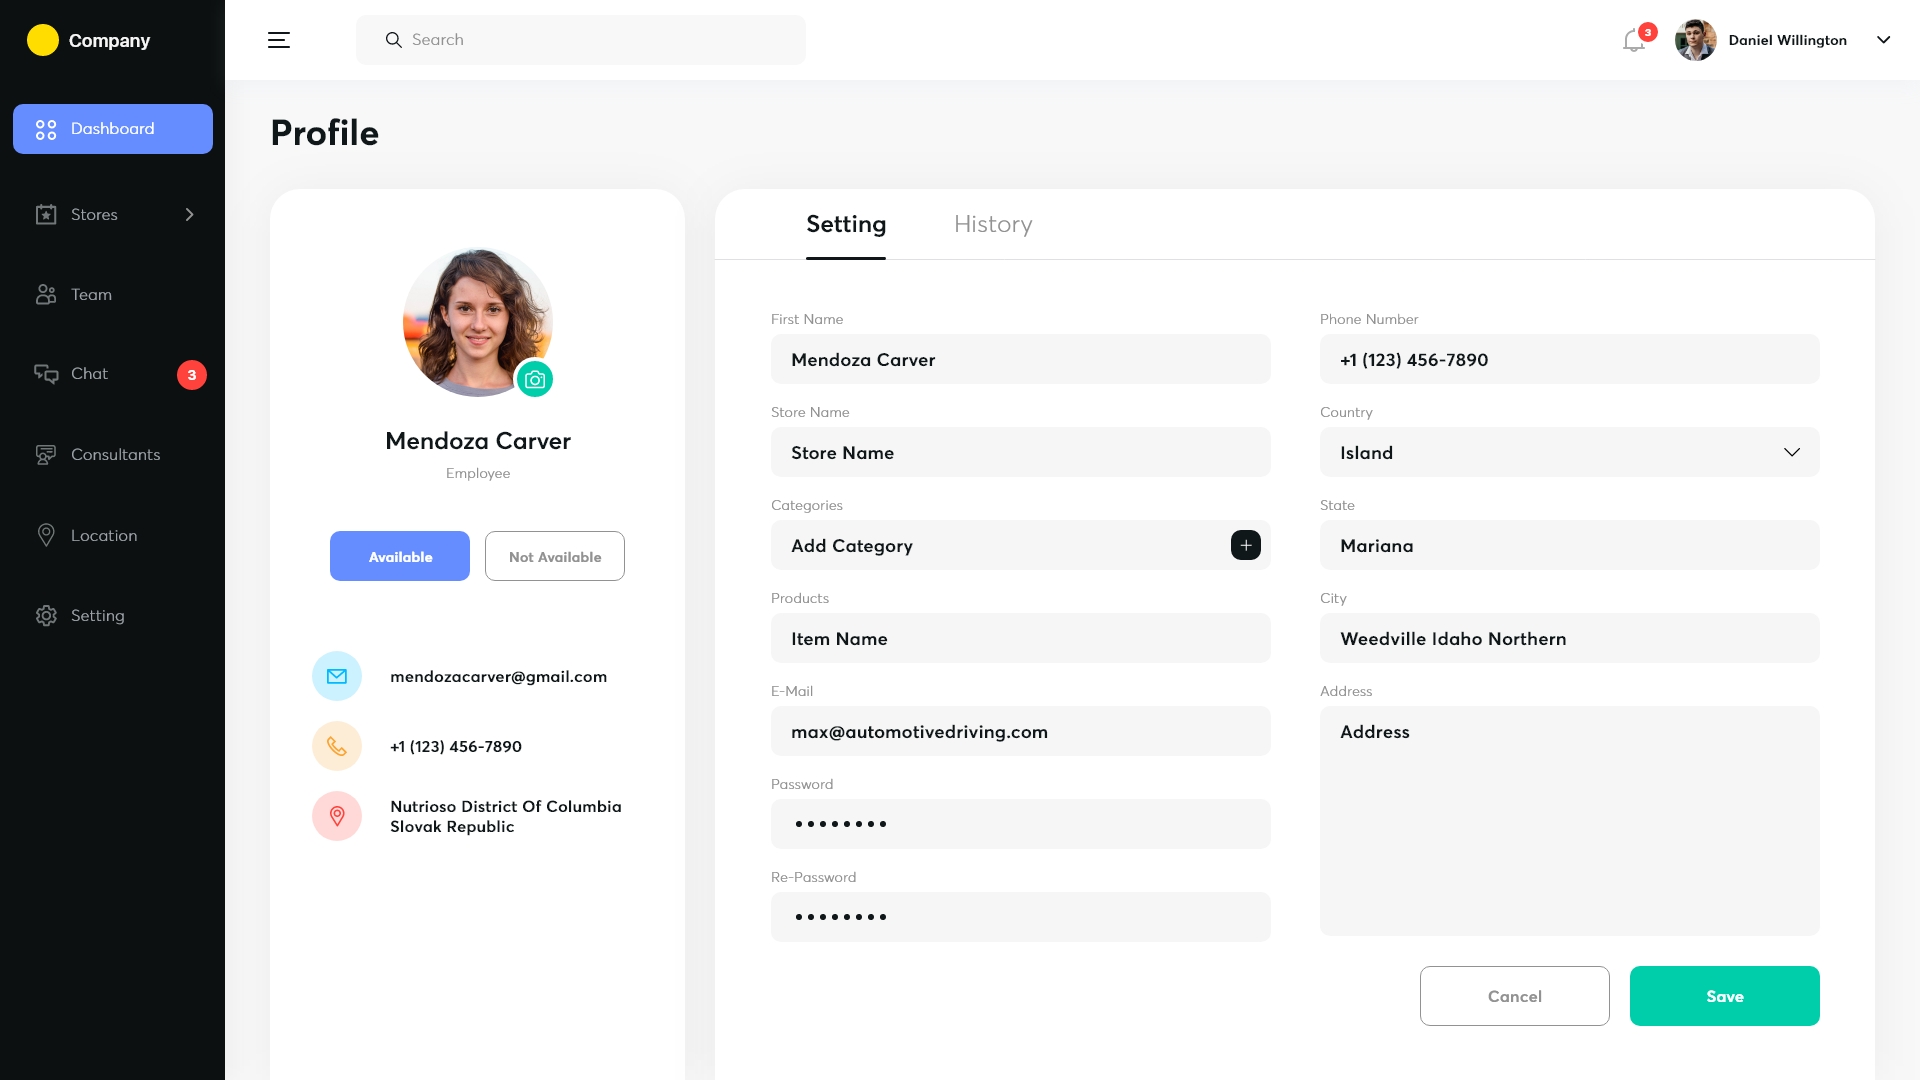 Company
Search
3
Daniel Willington
Dashboard
Stores
Team
Chat
3
Consultants
Location
Setting
Profile
Mendoza Carver
Employee
Available
Not Available
mendozacarver@gmail.com
+1 (123) 456-7890
Nutrioso District Of Columbia
Slovak Republic
Setting
History
First Name
Mendoza Carver
Store Name
Store Name
Categories
Add Category
Products
Item Name
E-Mail
max@automotivedriving.com
Password
••••••••
Re-Password
••••••••
Phone Number
+1 (123) 456-7890
Country
Island
State
Mariana
City
Weedville Idaho Northern
Address
Address
Cancel
Save